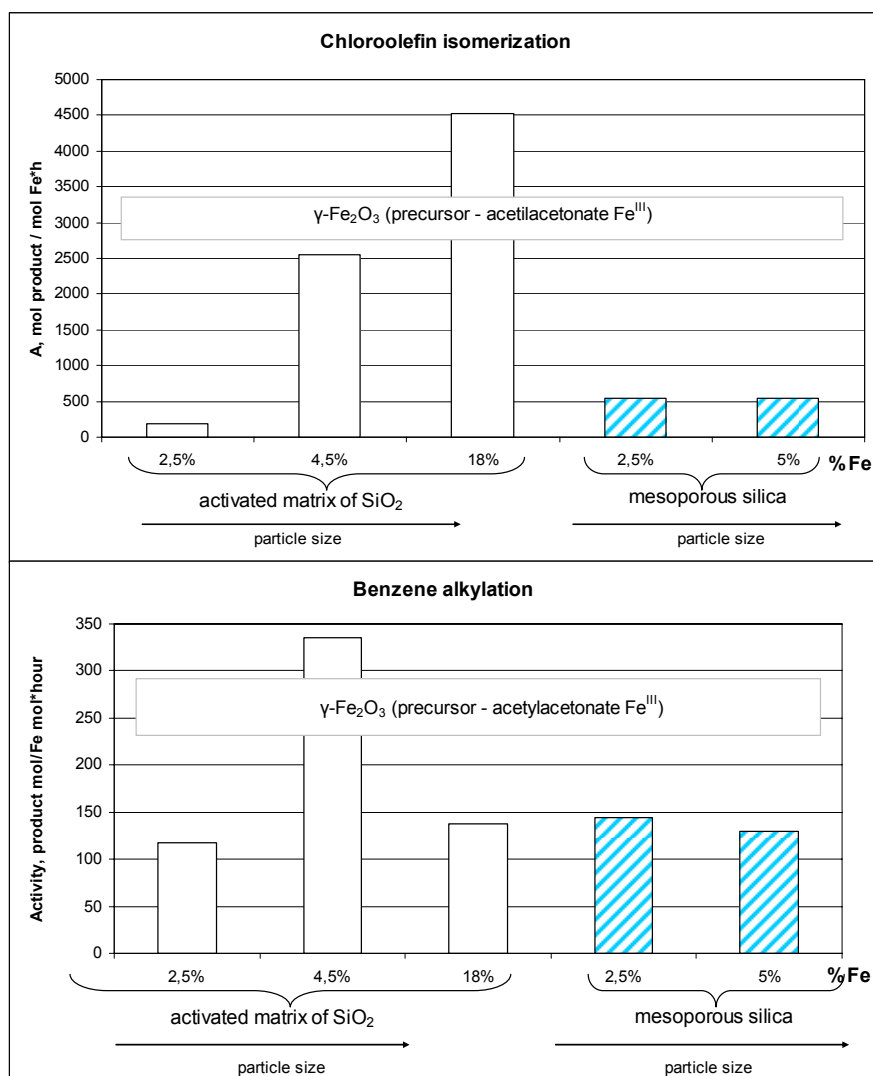 Chloroolefin isomerization
A, mol product / mol Fe*h
5000
4500
4000
3500
3000
2500
2000
1500
1000
500
0
γ-Fe₂O₃ (precursor - acetilacetonate Feᴵᴵᴵ)
2,5% 4,5% 18% 2,5% 5% %Fe
activated matrix of SiO₂ mesoporous silica
particle size particle size
Benzene alkylation
Activity, product mol/Fe mol*hour
350
300
250
200
150
100
50
0
γ-Fe₂O₃ (precursor - acetylacetonate Feᴵᴵᴵ)
2,5% 4,5% 18% 2,5% 5% %Fe
activated matrix of SiO₂ mesoporous silica
particle size particle size